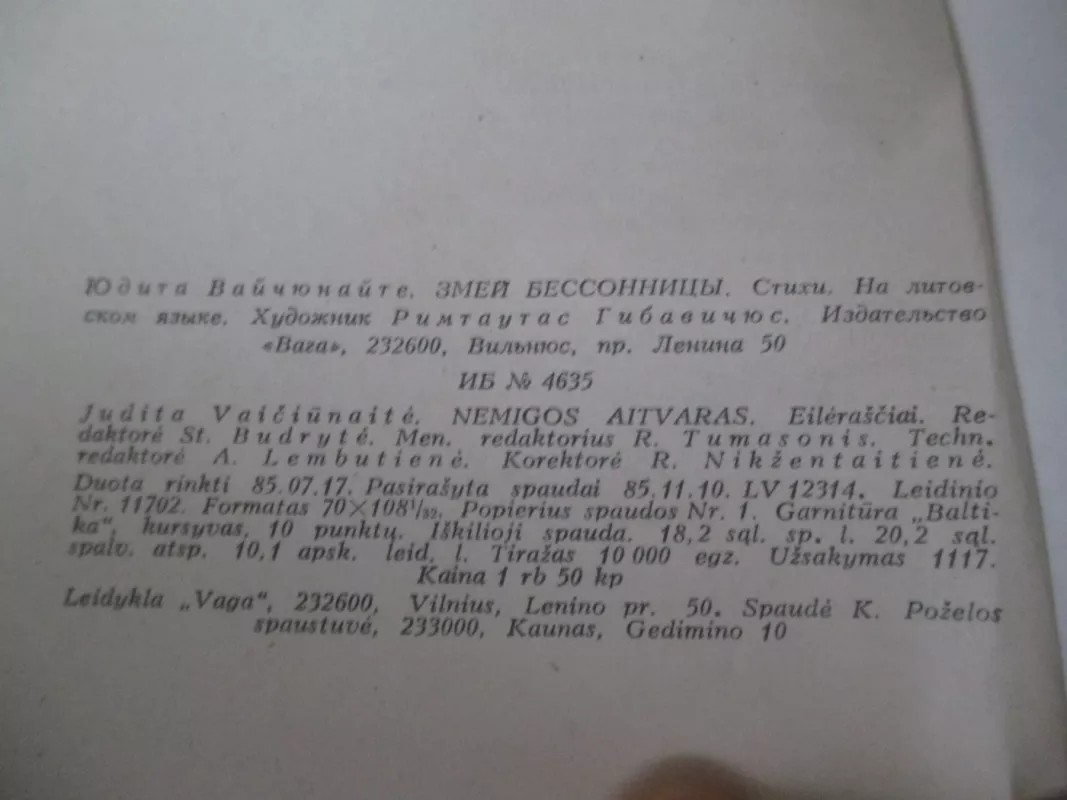 Юдита Вайчюнайте. ЗМЕЙ БЕССОННИЦЫ. Стихи. На литов-
ском языке. Художник Римтаутас Гибавичюс. Издательство
«Вага», 232600, Вильнюс, пр. Ленина 50
ИБ № 4635
Judita Vaičiūnaitė. NEMIGOS AITVARAS. Eilėraščiai. Re-
daktorė St. Budrytė. Men. redaktorius R. Tumasonis. Techn.
redaktorė A. Lembutienė. Korektorė R. Nikžentaitienė.
Duota rinkti 85.07.17. Pasirašyta spaudai 85.11.10. LV 12314. Leidinio
Nr. 11702. Formatas 70×108¹/₃₂. Popierius spaudos Nr. 1. Garnitūra „Balti-
ka“, kursyvas, 10 punktų. Iškilioji spauda. 18,2 sąl. sp. l. 20,2 sąl.
spalv. atsp. 10,1 apsk. leid. l. Tiražas 10 000 egz. Užsakymas 1117.
Kaina 1 rb 50 kp
Leidykla „Vaga“, 232600, Vilnius, Lenino pr. 50. Spaudė K. Poželos
spaustuvė, 233000, Kaunas, Gedimino 10